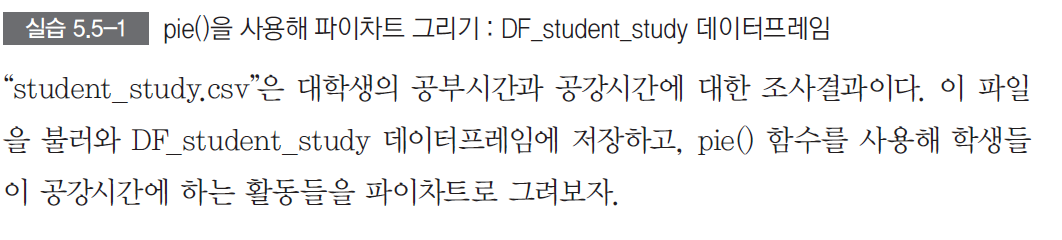 실습 5.5-1 pie()을 사용해 파이차트 그리기 : DF_student_study 데이터프레임
“student_study.csv”은 대학생의 공부시간과 공강시간에 대한 조사결과이다. 이 파일
을 불러와 DF_student_study 데이터프레임에 저장하고, pie() 함수를 사용해 학생들
이 공강시간에 하는 활동들을 파이차트로 그려보자.